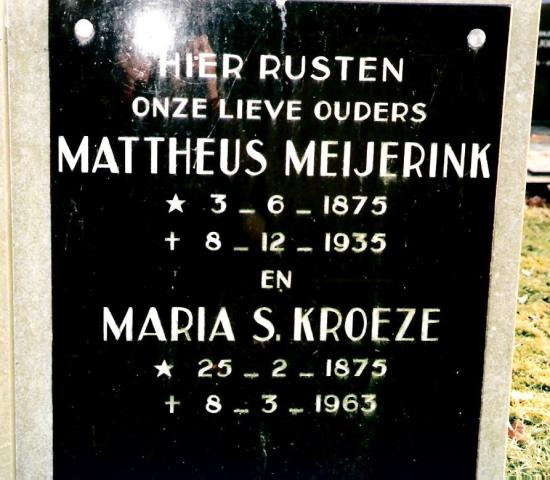 HIER RUSTEN
ONZE LIEVE OUDERS
MATTHEUS MEIJERINK
★ 3 – 6 – 1875
† 8 – 12 – 1935
EN
MARIA S. KROEZE
★ 25 – 2 – 1875
† 8 – 3 – 1963